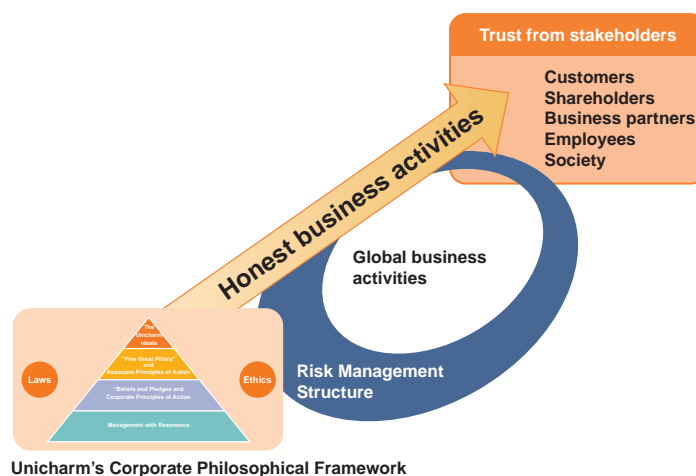 Trust from stakeholders
Customers
Shareholders
Business partners
Employees
Society
Honest business activities
Global business
activities
Risk Management
Structure
The
Unicharm
Ideals
"Five Great Pillars"
and
Associate Principles of Action
"Beliefs and Pledges and
Corporate Principles of Action
Management with Resonance
Laws
Ethics
Unicharm's Corporate Philosophical Framework